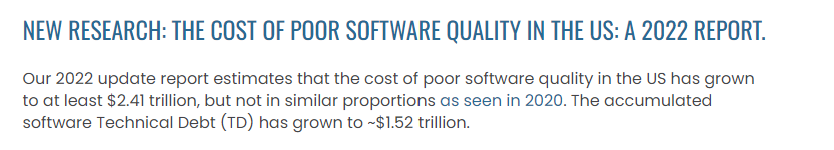 NEW RESEARCH: THE COST OF POOR SOFTWARE QUALITY IN THE US: A 2022 REPORT.
Our 2022 update report estimates that the cost of poor software quality in the US has grown
to at least $2.41 trillion, but not in similar proportions as seen in 2020. The accumulated
software Technical Debt (TD) has grown to ~$1.52 trillion.